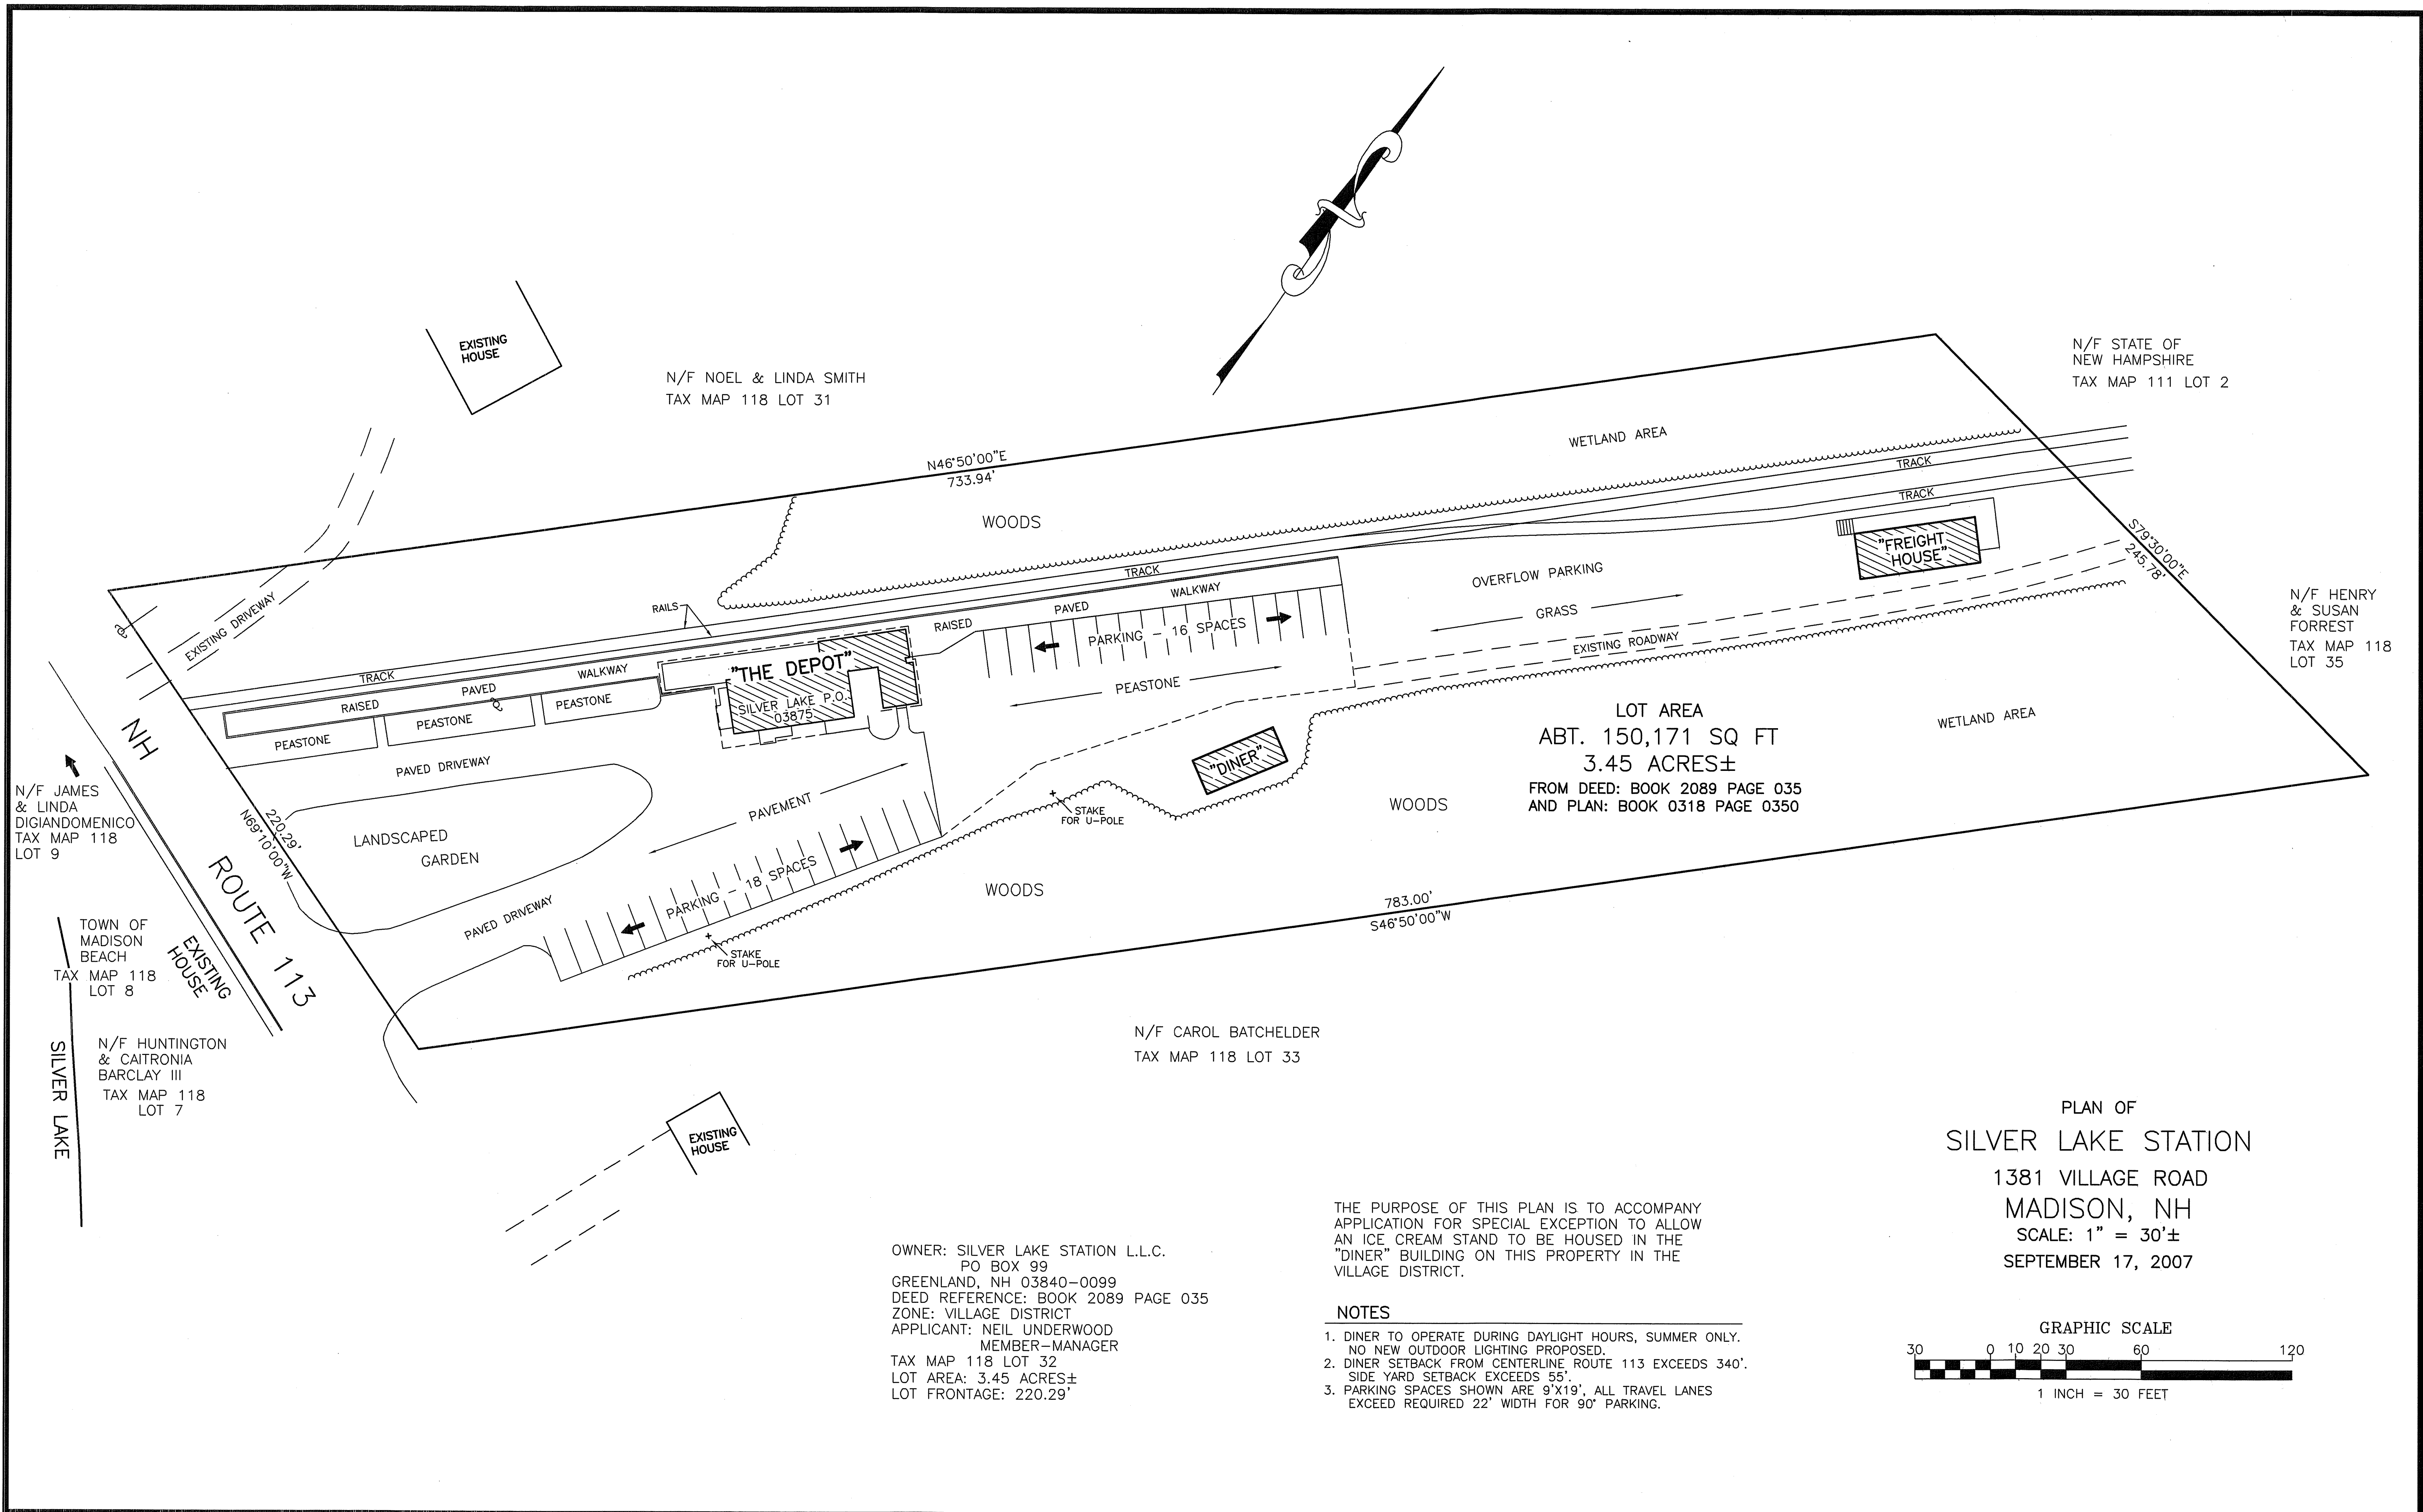 EXISTING
HOUSE
N/F NOEL & LINDA SMITH
TAX MAP 118 LOT 31
N/F STATE OF
NEW HAMPSHIRE
TAX MAP 111 LOT 2
N46°50'00"E
733.94'
WETLAND AREA
TRACK
TRACK
WOODS
"FREIGHT
HOUSE"
S79°30'00"E
245.78'
OVERFLOW PARKING
GRASS
EXISTING ROADWAY
N/F HENRY
& SUSAN
FORREST
TAX MAP 118
LOT 35
EXISTING DRIVEWAY
RAILS
TRACK
RAISED PAVED WALKWAY
PARKING - 16 SPACES
PEASTONE
TRACK
RAISED PAVED WALKWAY
PEASTONE
PEASTONE
PEASTONE
"THE DEPOT"
SILVER LAKE P.O.
03875
"DINER"
LOT AREA
ABT. 150,171 SQ FT
3.45 ACRES±
FROM DEED: BOOK 2089 PAGE 035
AND PLAN: BOOK 0318 PAGE 0350
WETLAND AREA
WOODS
NH ROUTE 113
N/F JAMES
& LINDA
DIGIANDOMENICO
TAX MAP 118
LOT 9
220.29'
N69°10'00"W
PAVED DRIVEWAY
LANDSCAPED
GARDEN
PAVEMENT
STAKE
FOR U-POLE
PARKING - 18 SPACES
PAVED DRIVEWAY
STAKE
FOR U-POLE
WOODS
783.00'
S46°50'00"W
TOWN OF
MADISON
BEACH
TAX MAP 118
LOT 8
EXISTING
HOUSE
SILVER LAKE
N/F HUNTINGTON
& CAITRONIA
BARCLAY III
TAX MAP 118
LOT 7
N/F CAROL BATCHELDER
TAX MAP 118 LOT 33
EXISTING
HOUSE
OWNER: SILVER LAKE STATION L.L.C.
PO BOX 99
GREENLAND, NH 03840-0099
DEED REFERENCE: BOOK 2089 PAGE 035
ZONE: VILLAGE DISTRICT
APPLICANT: NEIL UNDERWOOD
MEMBER-MANAGER
TAX MAP 118 LOT 32
LOT AREA: 3.45 ACRES±
LOT FRONTAGE: 220.29'
THE PURPOSE OF THIS PLAN IS TO ACCOMPANY
APPLICATION FOR SPECIAL EXCEPTION TO ALLOW
AN ICE CREAM STAND TO BE HOUSED IN THE
"DINER" BUILDING ON THIS PROPERTY IN THE
VILLAGE DISTRICT.
NOTES
1. DINER TO OPERATE DURING DAYLIGHT HOURS, SUMMER ONLY.
NO NEW OUTDOOR LIGHTING PROPOSED.
2. DINER SETBACK FROM CENTERLINE ROUTE 113 EXCEEDS 340'.
SIDE YARD SETBACK EXCEEDS 55'.
3. PARKING SPACES SHOWN ARE 9'X19', ALL TRAVEL LANES
EXCEED REQUIRED 22' WIDTH FOR 90° PARKING.
PLAN OF
SILVER LAKE STATION
1381 VILLAGE ROAD
MADISON, NH
SCALE: 1" = 30'±
SEPTEMBER 17, 2007
GRAPHIC SCALE
30 0 10 20 30 60 120
1 INCH = 30 FEET